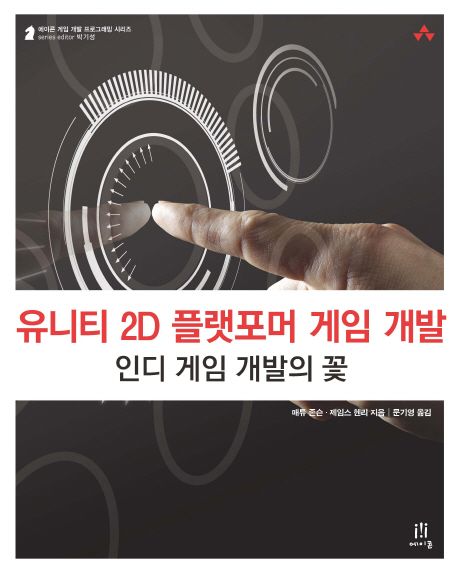 에이콘 게임 개발 프로그래밍 시리즈
series editor 박기성
유니티 2D 플랫포머 게임 개발
인디 게임 개발의 꽃
매튜 존슨 · 제임스 헨리 지음 | 문기영 옮김
에이콘